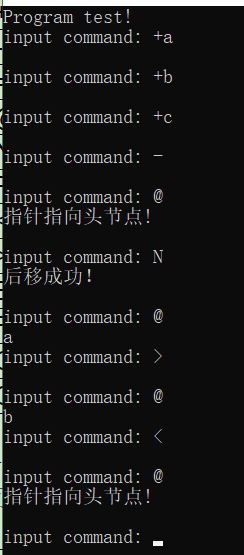 Program test!
input command: +a
input command: +b
input command: +c
input command: -
input command: @
指针指向头节点!
input command: N
后移成功!
input command: @
a
input command: >
input command: @
b
input command: <
input command: @
指针指向头节点!
input command: